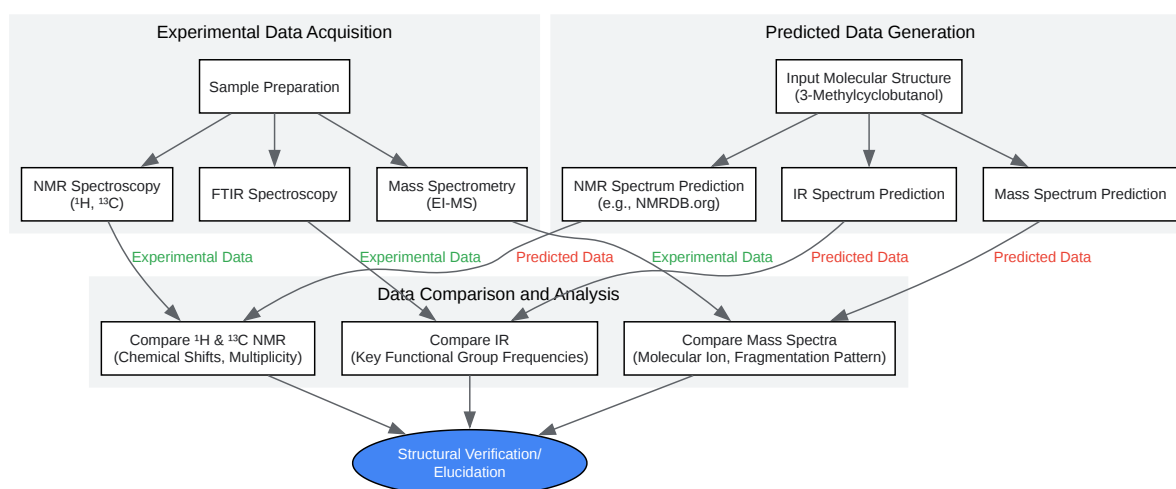 Experimental Data Acquisition
Predicted Data Generation
Sample Preparation
Input Molecular Structure
(3-Methylcyclobutanol)
NMR Spectroscopy
(¹H, ¹³C)
FTIR Spectroscopy
Mass Spectrometry
(EI-MS)
NMR Spectrum Prediction
(e.g., NMRDB.org)
IR Spectrum Prediction
Mass Spectrum Prediction
Experimental Data
Experimental Data
Predicted Data
Experimental Data
Predicted Data
Predicted Data
Data Comparison and Analysis
Compare ¹H & ¹³C NMR
(Chemical Shifts, Multiplicity)
Compare IR
(Key Functional Group Frequencies)
Compare Mass Spectra
(Molecular Ion, Fragmentation Pattern)
Structural Verification/
Elucidation